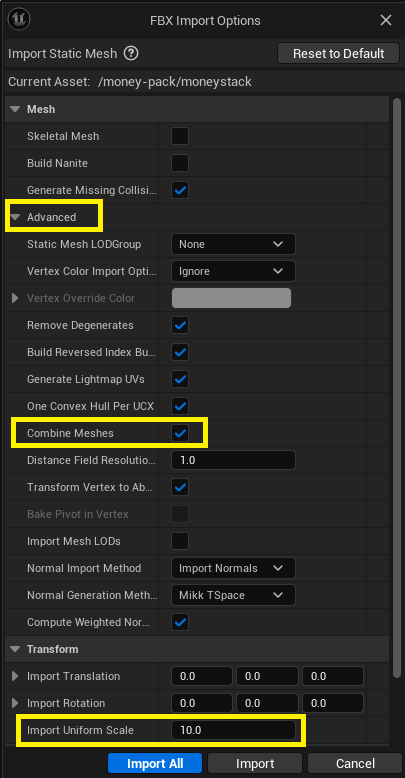 FBX Import Options
Import Static Mesh ?
Reset to Default
Current Asset: /money-pack/moneystack
Mesh
Skeletal Mesh
Build Nanite
Generate Missing Collisi...
Advanced
Static Mesh LODGroup None
Vertex Color Import Opti... Ignore
Vertex Override Color
Remove Degenerates
Build Reversed Index Bu...
Generate Lightmap UVs
One Convex Hull Per UCX
Combine Meshes
Distance Field Resolutio... 1.0
Transform Vertex to Ab...
Bake Pivot in Vertex
Import Mesh LODs
Normal Import Method Import Normals
Normal Generation Meth... Mikk TSpace
Compute Weighted Nor...
Transform
Import Translation 0.0 0.0 0.0
Import Rotation 0.0 0.0 0.0
Import Uniform Scale 10.0
Import All Import Cancel